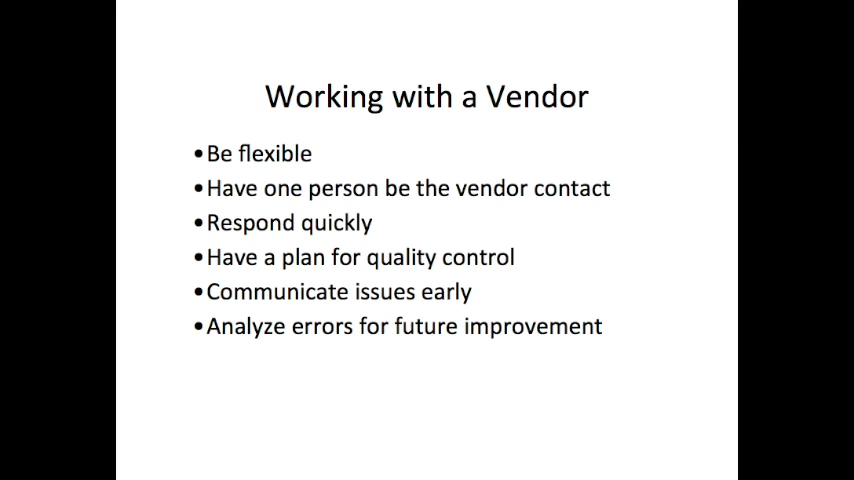 Working with a Vendor
•Be flexible
•Have one person be the vendor contact
•Respond quickly
•Have a plan for quality control
•Communicate issues early
•Analyze errors for future improvement